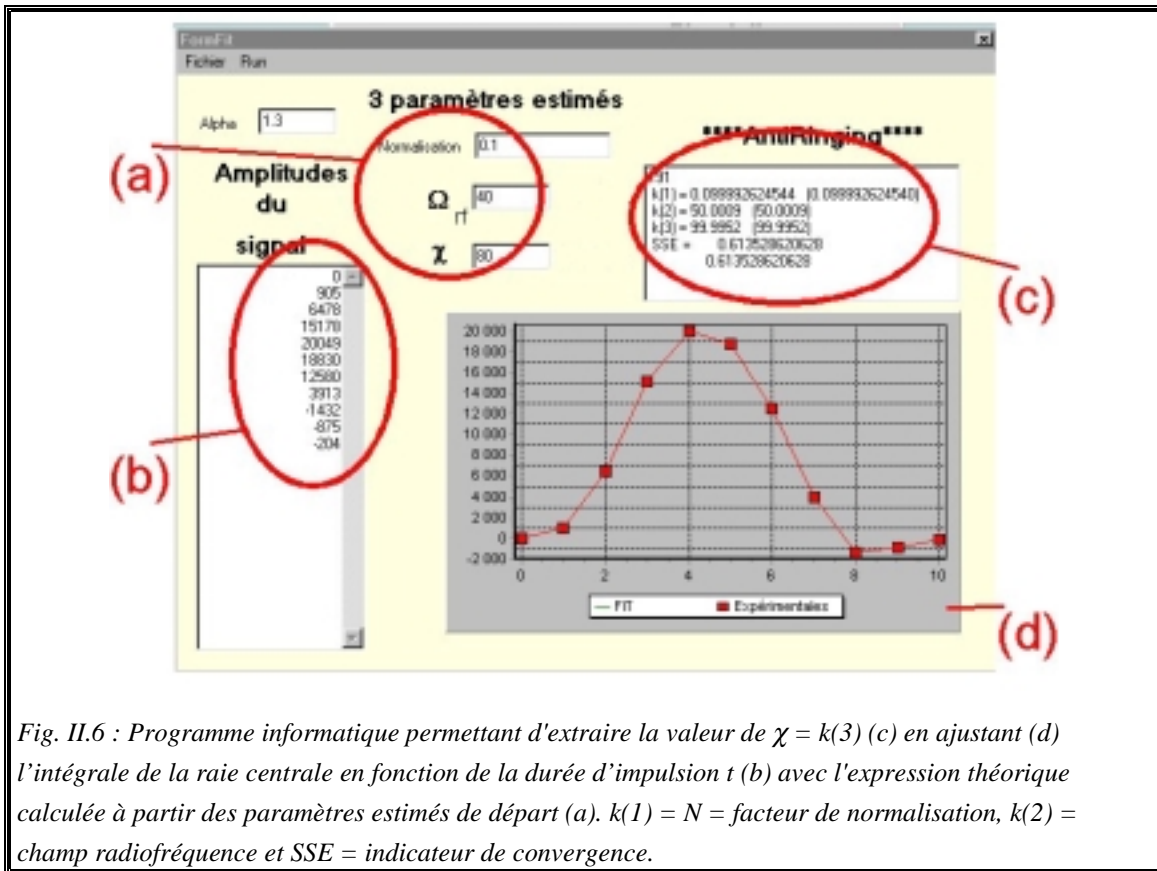 FormFit
Fichier Run
3 paramètres estimés
Alpha 1.3
Normalisation 0.1
****AntiRinging****
(a)
Amplitudes
du
signal
Ω rf 40
χ 80
k(1) = 0.099992624544 (0.099992624540)
k(2) = 50.0009 (50.0009)
k(3) = 99.9952 (99.9952)
SSE = 0.613528620628
0.613528620628
(c)
0
905
6478
15178
20049
18830
12580
3913
-1432
-875
-204
(b)
20 000
18 000
16 000
14 000
12 000
10 000
8 000
6 000
4 000
2 000
0
-2 000
0 2 4 6 8 10
FIT Expérimentales
(d)
Fig. II.6 : Programme informatique permettant d'extraire la valeur de χ = k(3) (c) en ajustant (d)
l’intégrale de la raie centrale en fonction de la durée d’impulsion t (b) avec l'expression théorique
calculée à partir des paramètres estimés de départ (a). k(1) = N = facteur de normalisation, k(2) =
champ radiofréquence et SSE = indicateur de convergence.